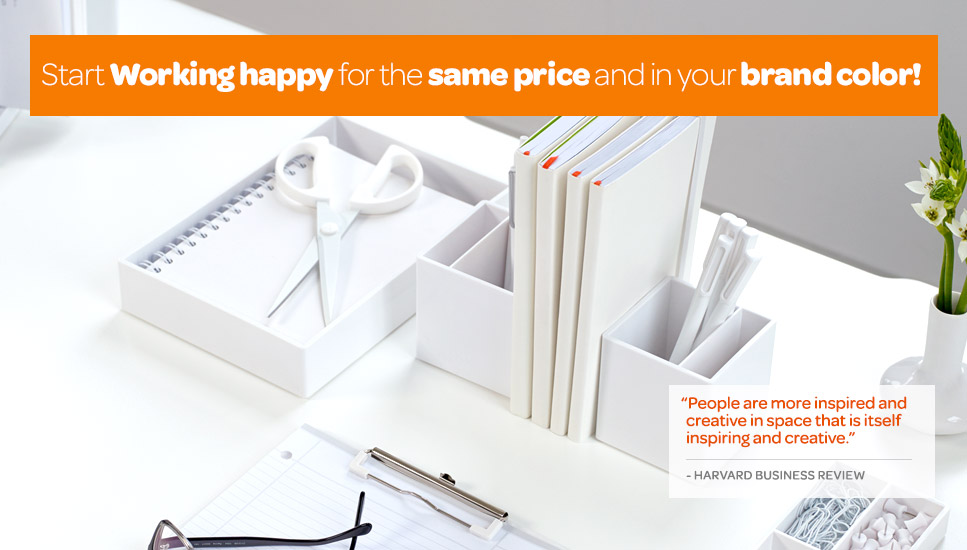 Start Working happy for the same price and in your brand color!
“People are more inspired and
creative in space that is itself
inspiring and creative.”
- HARVARD BUSINESS REVIEW